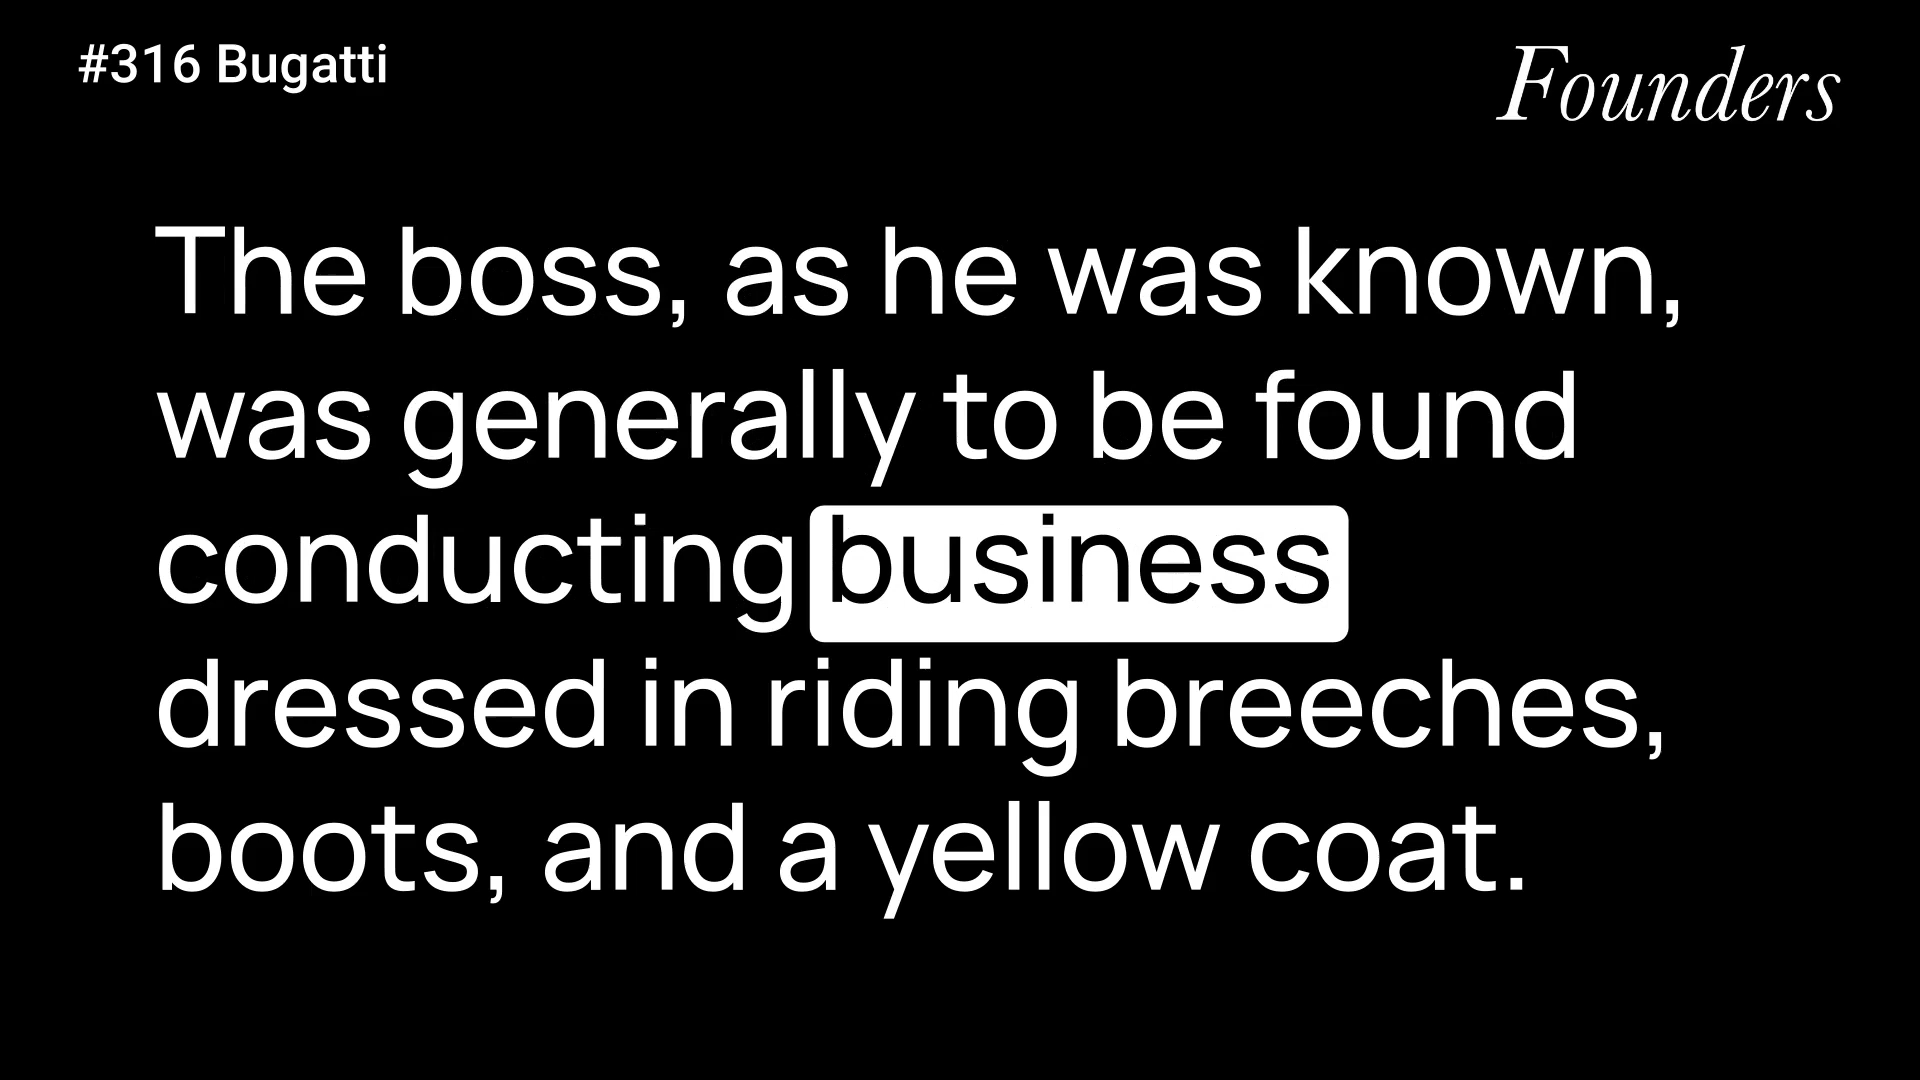 #316 Bugatti
Founders
The boss, as he was known,
was generally to be found
conducting business
dressed in riding breeches,
boots, and a yellow coat.